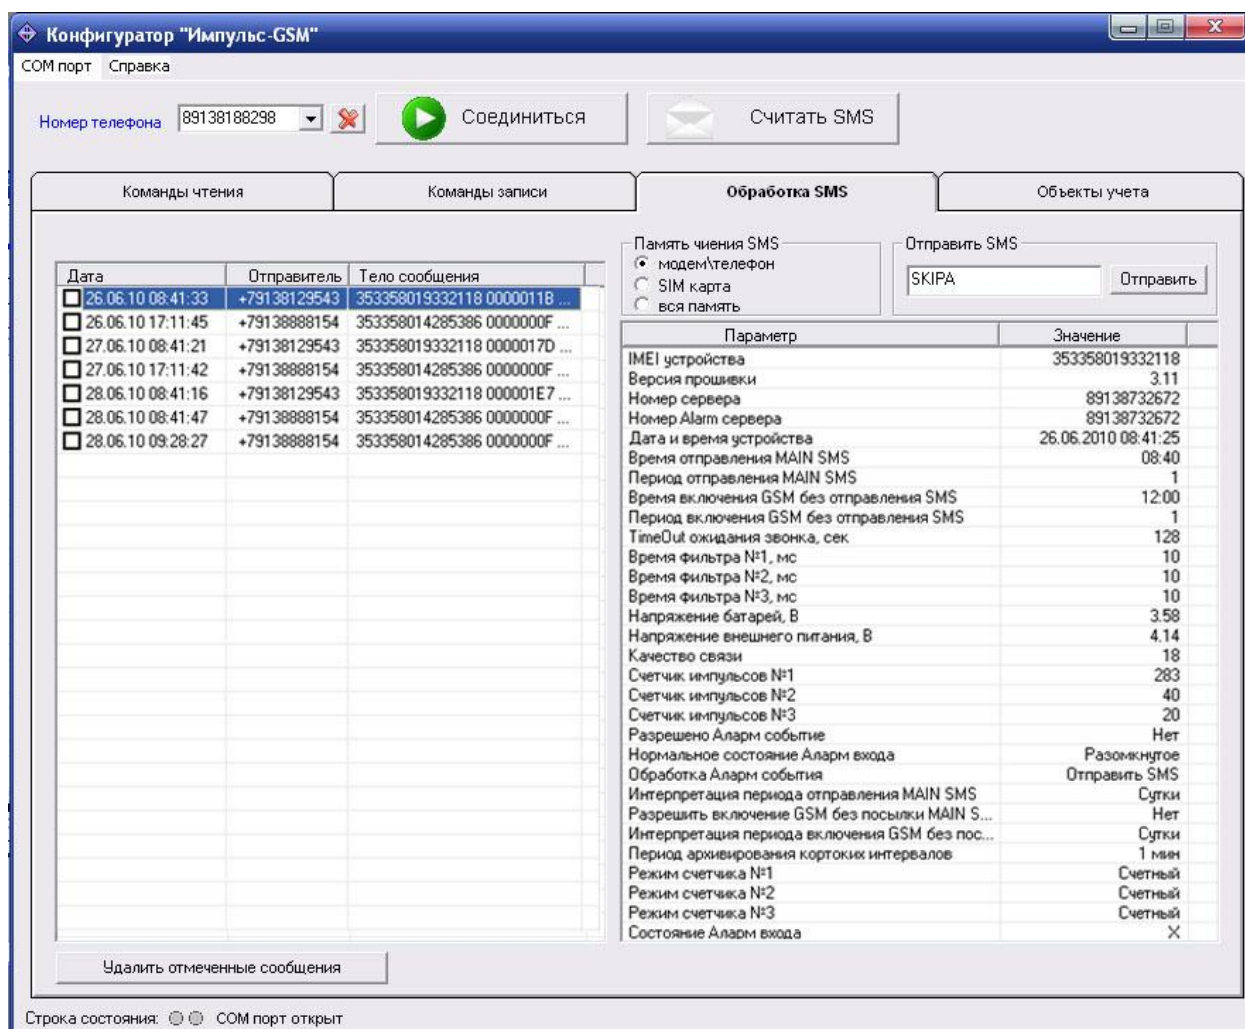 Конфигуратор "Импульс-GSM"
COM порт Справка
Номер телефона 89138188298 Соединиться Считать SMS
Команды чтения Команды записи Обработка SMS Объекты учета
Память чиения SMS
модем\телефон
SIM карта
вся память
Отправить SMS
SKIPA Отправить
Дата Отправитель Тело сообщения
26.06.10 08:41:33 +79138129543 353358019332118 0000011B ...
26.06.10 17:11:45 +79138888154 353358014285386 0000000F ...
27.06.10 08:41:21 +79138129543 353358019332118 0000017D ...
27.06.10 17:11:42 +79138888154 353358014285386 0000000F ...
28.06.10 08:41:16 +79138129543 353358019332118 000001E7 ...
28.06.10 08:41:47 +79138888154 353358014285386 0000000F ...
28.06.10 09:28:27 +79138888154 353358014285386 0000000F ...
Параметр Значение
IMEI устройства 353358019332118
Версия прошивки 3.11
Номер сервера 89138732672
Номер Alarm сервера 89138732672
Дата и время устройства 26.06.2010 08:41:25
Время отправления MAIN SMS 08:40
Период отправления MAIN SMS 1
Время включения GSM без отправления SMS 12:00
Период включения GSM без отправления SMS 1
TimeOut ожидания звонка, сек 128
Время фильтра №1, мс 10
Время фильтра №2, мс 10
Время фильтра №3, мс 10
Напряжение батарей, В 3.58
Напряжение внешнего питания, В 4.14
Качество связи 18
Счетчик импульсов №1 283
Счетчик импульсов №2 40
Счетчик импульсов №3 20
Разрешено Аларм событие Нет
Нормальное состояние Аларм входа Разомкнутое
Обработка Аларм события Отправить SMS
Интерпретация периода отправления MAIN SMS Сутки
Разрешить включение GSM без посылки MAIN S... Нет
Интерпретация периода включения GSM без пос... Сутки
Период архивирования кортоких интервалов 1 мин
Режим счетчика №1 Счетный
Режим счетчика №2 Счетный
Режим счетчика №3 Счетный
Состояние Аларм входа X
Удалить отмеченные сообщения
Строка состояния: COM порт открыт